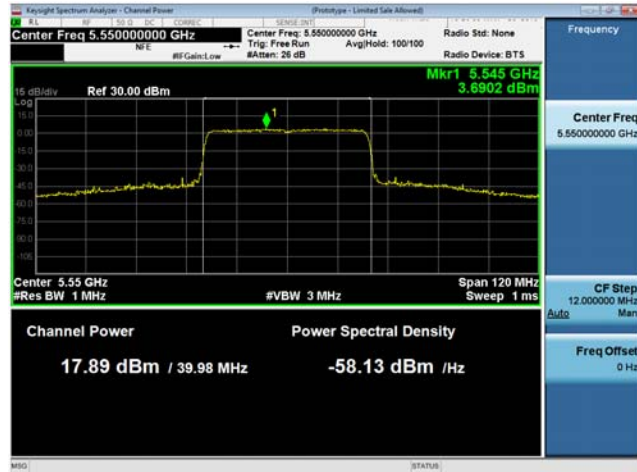 Keysight Spectrum Analyzer - Channel Power
(Prototype - Limited Sale Allowed)
RL
RF
50 Ω
DC
CORREC
SENSE:INT
Center Freq 5.550000000 GHz
NFE
#IFGain:Low
Center Freq: 5.550000000 GHz
Trig: Free Run
Avg|Hold: 100/100
#Atten: 26 dB
Radio Std: None
Radio Device: BTS
Frequency
Mkr1 5.545 GHz
3.6902 dBm
15 dB/div
Ref 30.00 dBm
Log
15.0
0.00
-15.0
-30.0
-45.0
-60.0
-75.0
-90.0
-105
1
Center 5.55 GHz
Span 120 MHz
#Res BW 1 MHz
#VBW 3 MHz
Sweep 1 ms
Channel Power
Power Spectral Density
17.89 dBm / 39.98 MHz
-58.13 dBm /Hz
Center Freq
5.550000000 GHz
CF Step
12.000000 MHz
Auto
Man
Freq Offset
0 Hz
MSG
STATUS